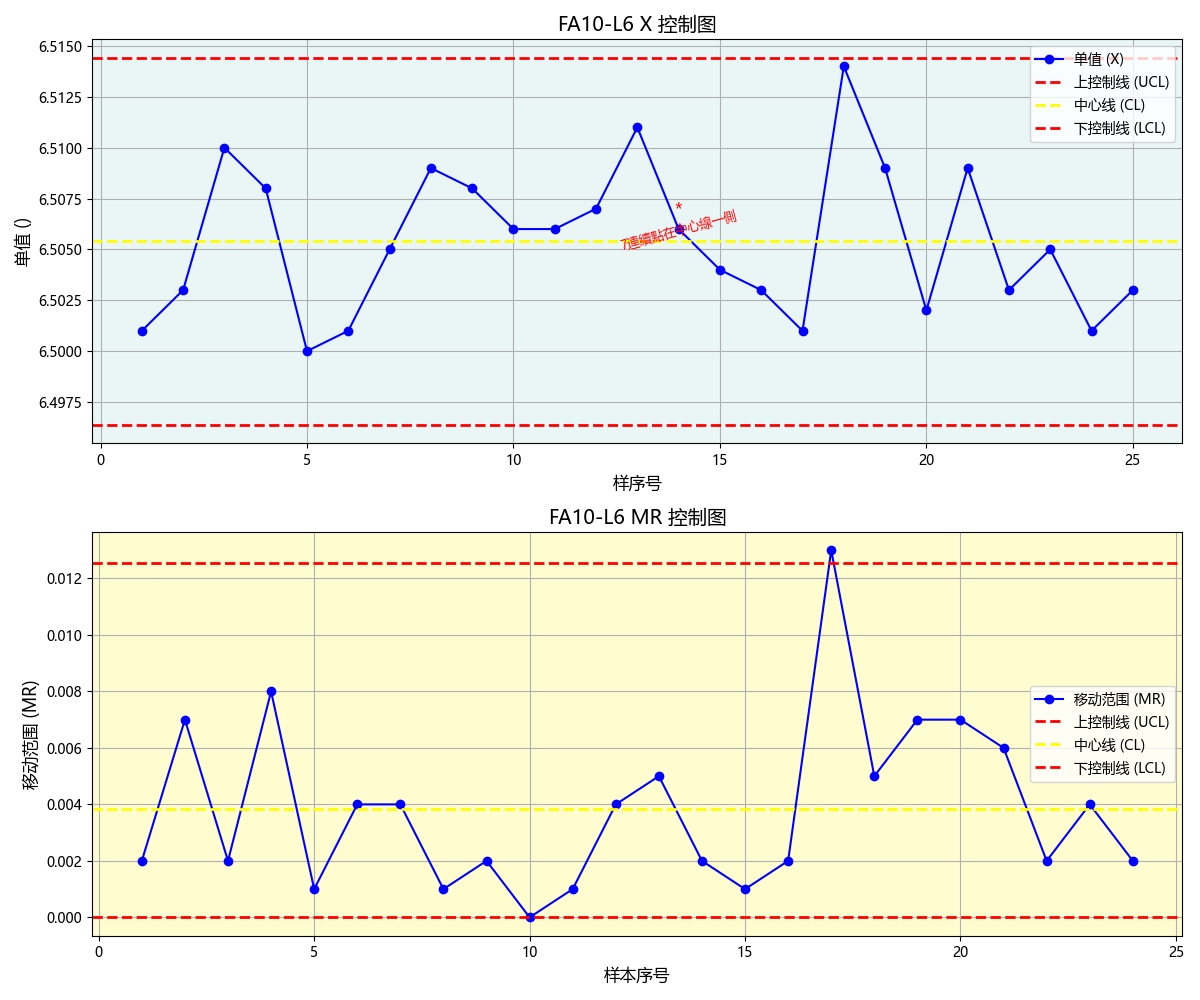 FA10-L6 X 控制图
6.5150
6.5125
6.5100
6.5075
6.5050
6.5025
6.5000
6.4975
单值 ()
单值 (X)
上控制线 (UCL)
中心线 (CL)
下控制线 (LCL)
*
7連續點在中心線一側
0 5 10 15 20 25
样序号
FA10-L6 MR 控制图
0.012
0.010
0.008
0.006
0.004
0.002
0.000
移动范围 (MR)
移动范围 (MR)
上控制线 (UCL)
中心线 (CL)
下控制线 (LCL)
0 5 10 15 20 25
样本序号